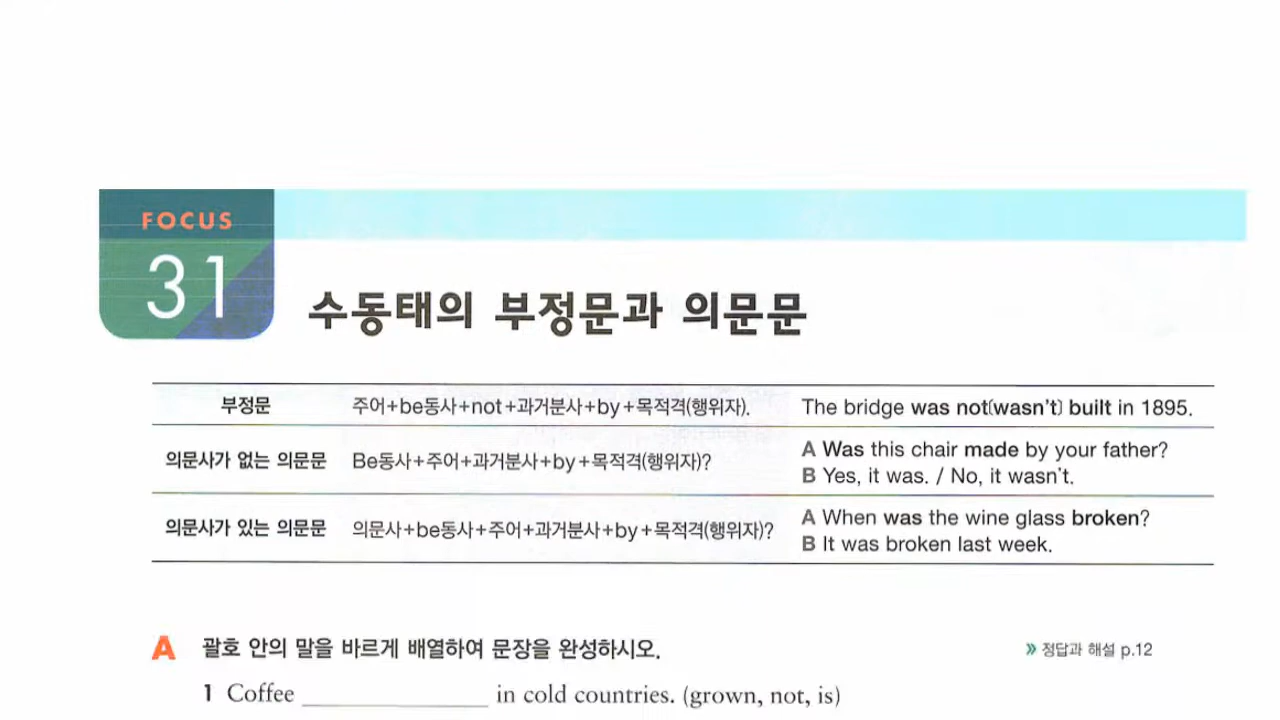 FOCUS
31
수동태의 부정문과 의문문
부정문 주어+be동사+not+과거분사+by+목적격(행위자). The bridge was not(wasn't) built in 1895.
의문사가 없는 의문문 Be동사+주어+과거분사+by+목적격(행위자)? A Was this chair made by your father?
B Yes, it was. / No, it wasn't.
의문사가 있는 의문문 의문사+be동사+주어+과거분사+by+목적격(행위자)? A When was the wine glass broken?
B It was broken last week.
A 괄호 안의 말을 바르게 배열하여 문장을 완성하시오. » 정답과 해설 p.12
1 Coffee ________________ in cold countries. (grown, not, is)